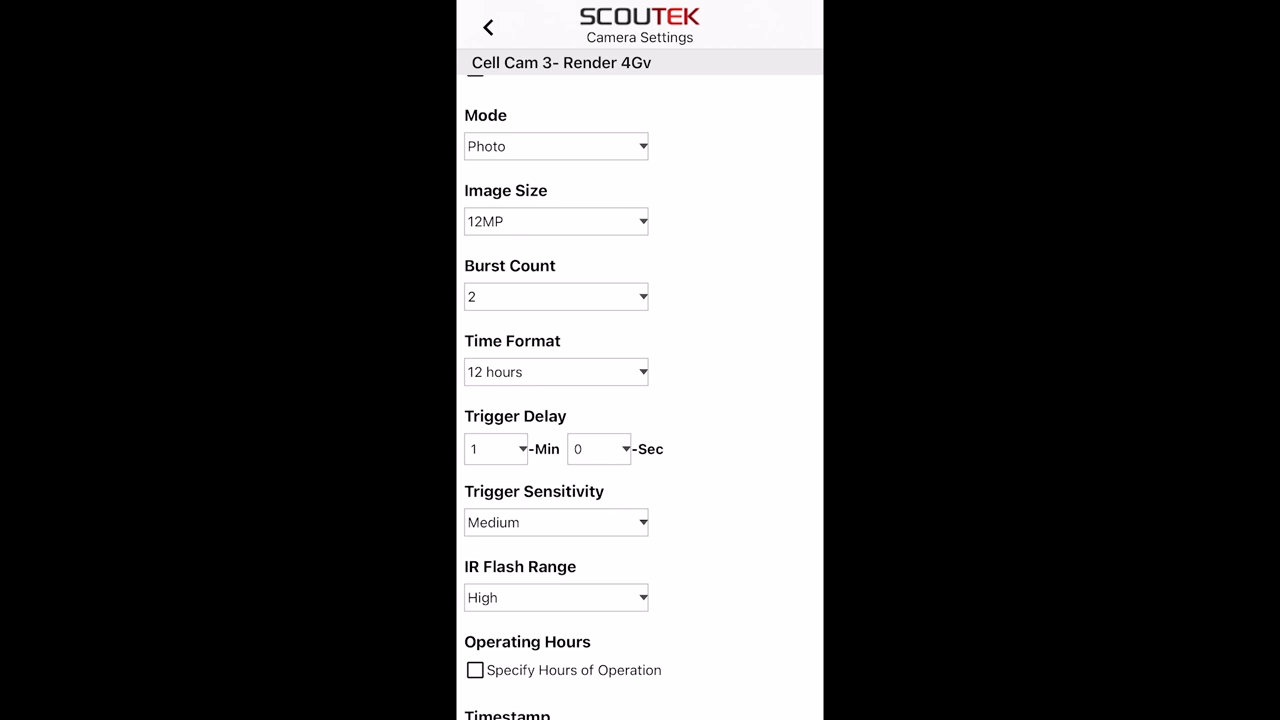 SCOUTEK
Camera Settings
Cell Cam 3- Render 4Gv
Mode
Photo
Image Size
12MP
Burst Count
2
Time Format
12 hours
Trigger Delay
1 -Min 0 -Sec
Trigger Sensitivity
Medium
IR Flash Range
High
Operating Hours
Specify Hours of Operation
Timestamp